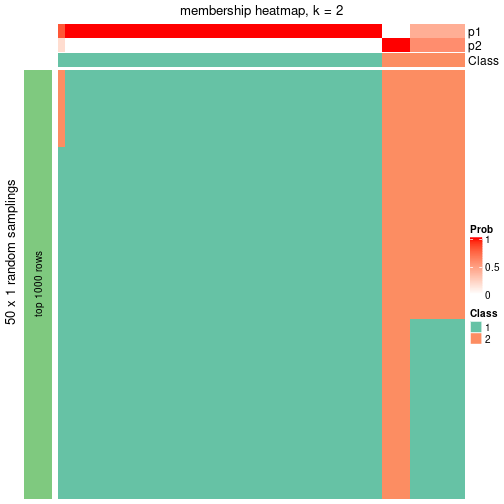 membership heatmap, k = 2
p1
p2
Class
50 x 1 random samplings
top 1000 rows
Prob
1
0.5
0
Class
1
2